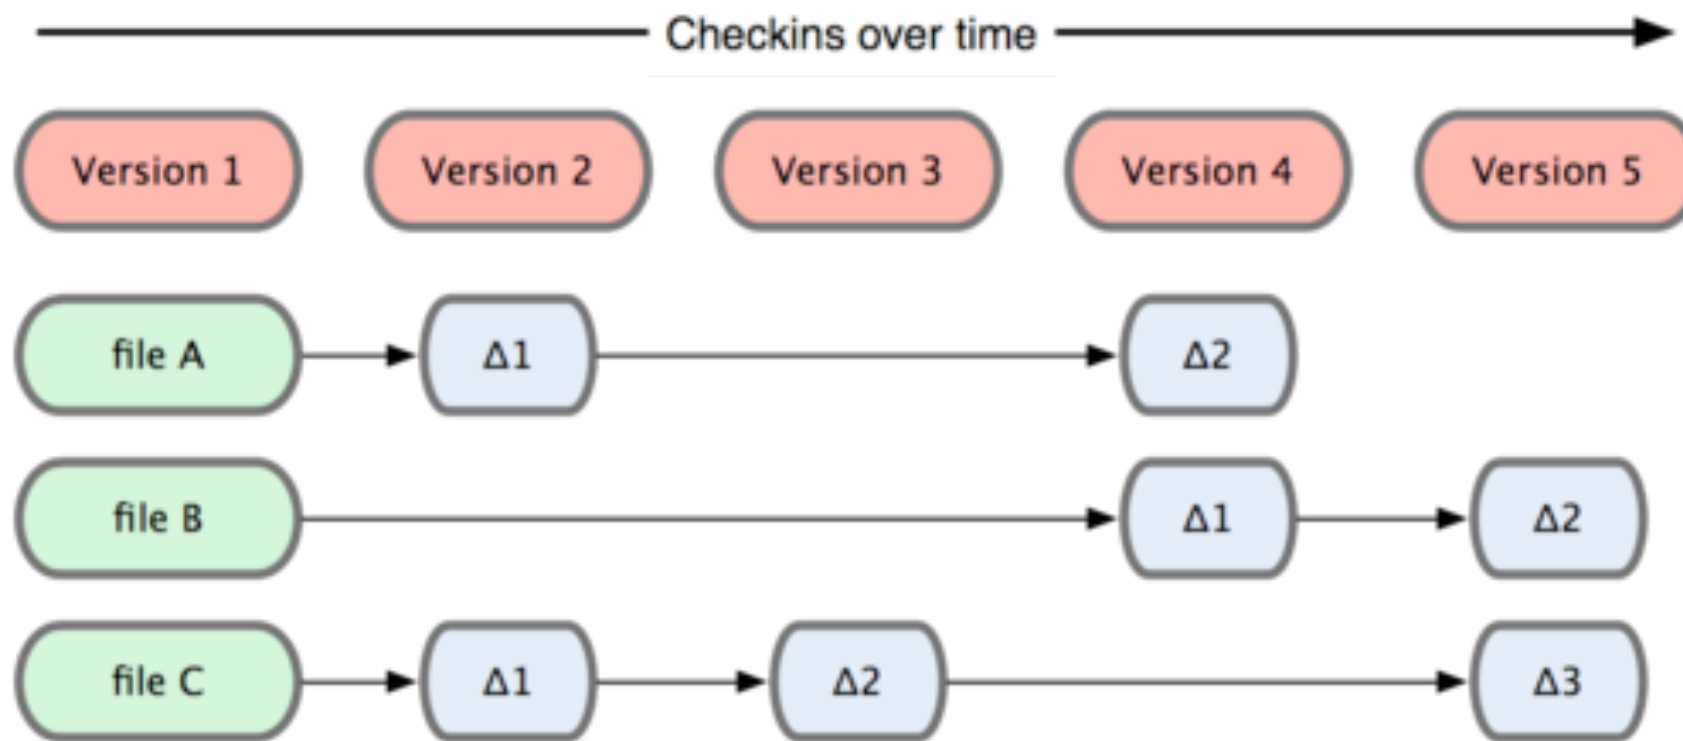 Checkins over time
Version 1 Version 2 Version 3 Version 4 Version 5
file A Δ1 Δ2
file B Δ1 Δ2
file C Δ1 Δ2 Δ3